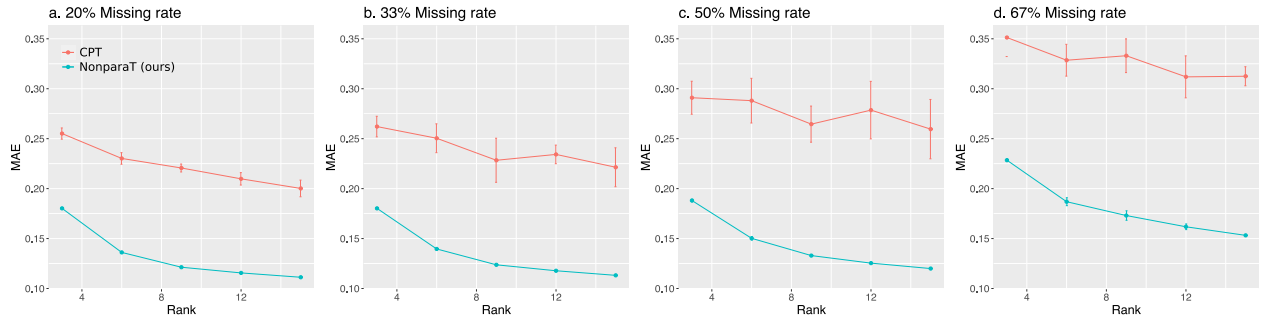 a. 20% Missing rate
MAE
0.35
0.30
0.25
0.20
0.15
0.10
CPT
NonparaT (ours)
4
8
12
Rank
b. 33% Missing rate
MAE
0.35
0.30
0.25
0.20
0.15
0.10
4
8
12
Rank
c. 50% Missing rate
MAE
0.35
0.30
0.25
0.20
0.15
0.10
4
8
12
Rank
d. 67% Missing rate
MAE
0.35
0.30
0.25
0.20
0.15
0.10
4
8
12
Rank